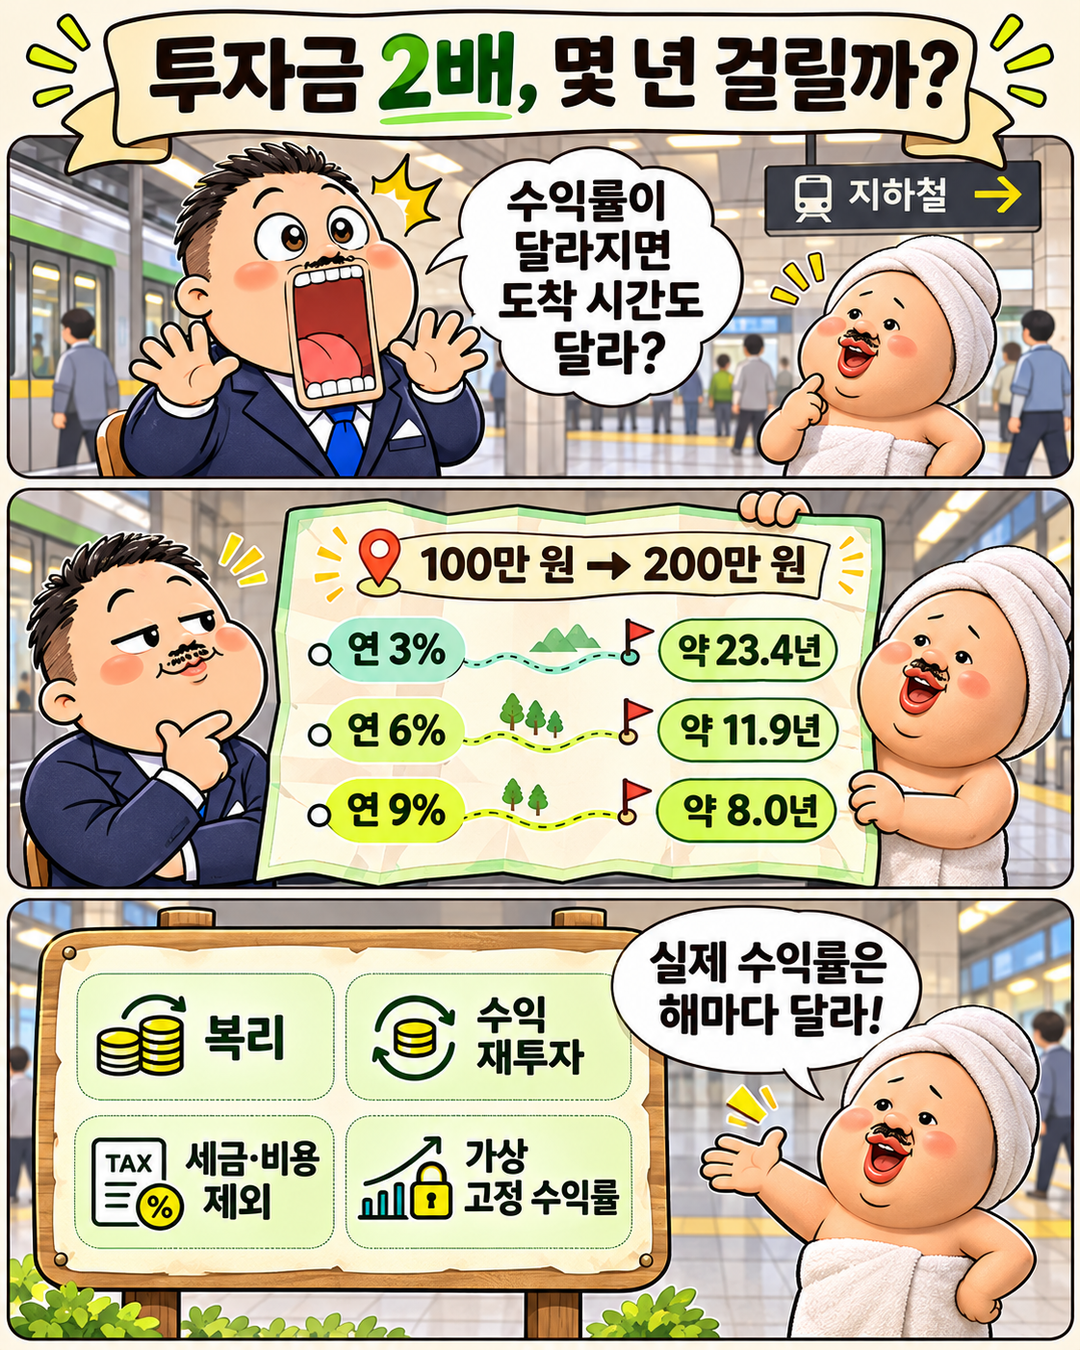 투자금 2배, 몇 년 걸릴까?
수익률이
달라지면
도착 시간도
달라?
지하철 →
100만 원 → 200만 원
연 3% 약 23.4년
연 6% 약 11.9년
연 9% 약 8.0년
실제 수익률은
해마다 달라!
복리
수익
재투자
TAX
%
세금·비용
제외
가상
고정 수익률